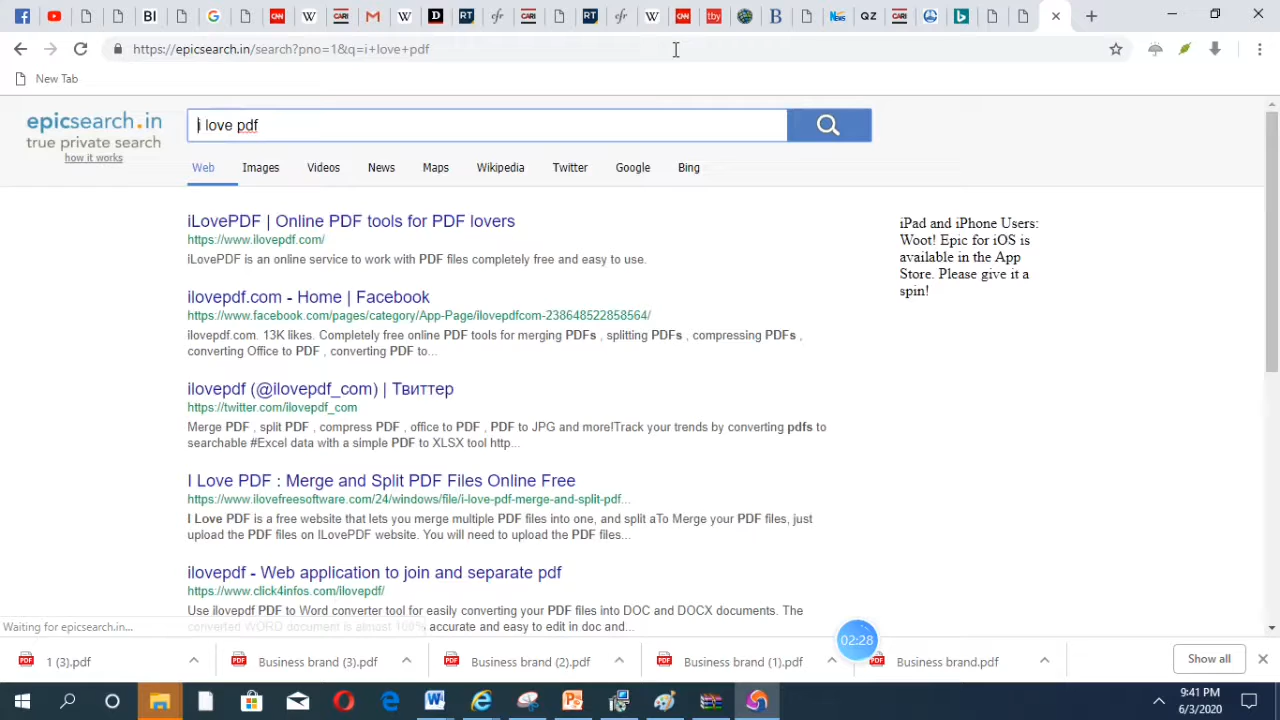 https://epicsearch.in/search?pno=1&q=i+love+pdf
New Tab
epicsearch.in
true private search
how it works
i love pdf
Web Images Videos News Maps Wikipedia Twitter Google Bing
iLovePDF | Online PDF tools for PDF lovers
https://www.ilovepdf.com/
iLovePDF is an online service to work with PDF files completely free and easy to use.
ilovepdf.com - Home | Facebook
https://www.facebook.com/pages/category/App-Page/ilovepdfcom-238648522858564/
ilovepdf.com. 13K likes. Completely free online PDF tools for merging PDFs , splitting PDFs , compressing PDFs ,
converting Office to PDF , converting PDF to...
ilovepdf (@ilovepdf_com) | Твиттер
https://twitter.com/ilovepdf_com
Merge PDF , split PDF , compress PDF , office to PDF , PDF to JPG and more!Track your trends by converting pdfs to
searchable #Excel data with a simple PDF to XLSX tool http...
I Love PDF : Merge and Split PDF Files Online Free
https://www.ilovefreesoftware.com/24/windows/file/i-love-pdf-merge-and-split-pdf...
I Love PDF is a free website that lets you merge multiple PDF files into one, and split aTo Merge your PDF files, just
upload the PDF files on ILovePDF website. You will need to upload the PDF files...
ilovepdf - Web application to join and separate pdf
https://www.click4infos.com/ilovepdf/
Use ilovepdf PDF to Word converter tool for easily converting your PDF files into DOC and DOCX documents. The
converted WORD document is almost 100% accurate and easy to edit in doc and...
iPad and iPhone Users:
Woot! Epic for iOS is
available in the App
Store. Please give it a
spin!
Waiting for epicsearch.in...
02:28
1 (3).pdf
Business brand (3).pdf
Business brand (2).pdf
Business brand (1).pdf
Business brand.pdf
Show all
9:41 PM
6/3/2020